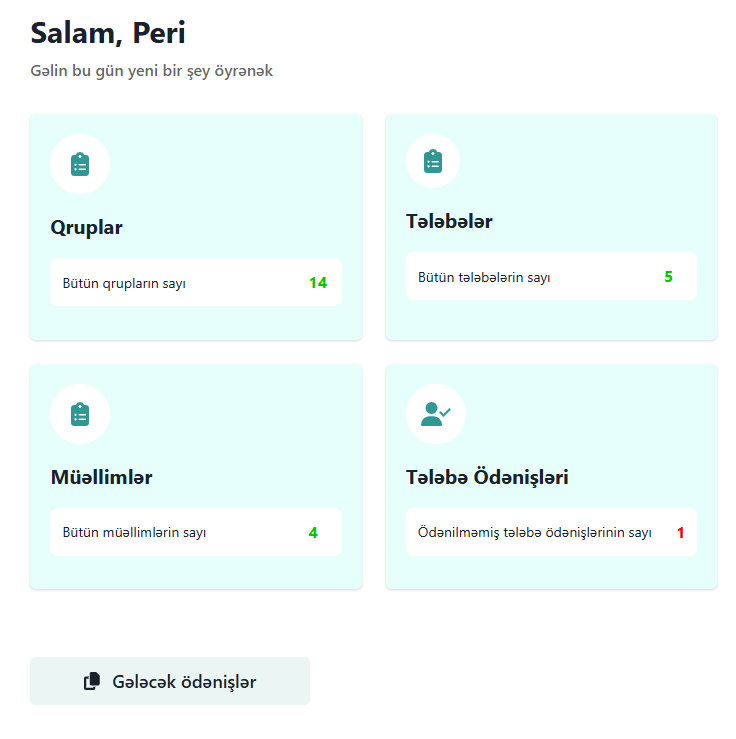 Salam, Peri
Gəlin bu gün yeni bir şey öyrənək
Qruplar
Bütün qrupların sayı 14
Tələbələr
Bütün tələbələrin sayı 5
Müəllimlər
Bütün müəllimlərin sayı 4
Tələbə Ödənişləri
Ödənilməmiş tələbə ödənişlərinin sayı 1
Gələcək ödənişlər